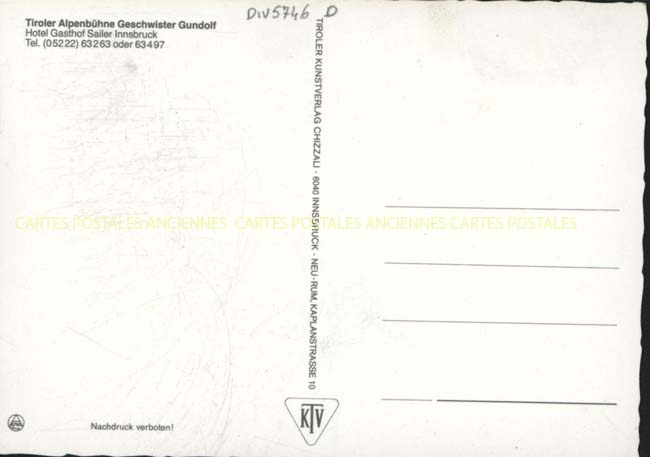 Tiroler Alpenbühne Geschwister Gundolf
Hotel Gasthof Sailer Innsbruck
Tel. (05222) 63263 oder 63497
DIV5746 D
TIROLER KUNSTVERLAG CHIZZALI - 6040 INNSBRUCK - NEU-RUM, KAPLANSTRASSE 10
CARTES POSTALES ANCIENNES CARTES POSTALES ANCIENNES CARTES POSTALES
KTV
Nachdruck verboten!